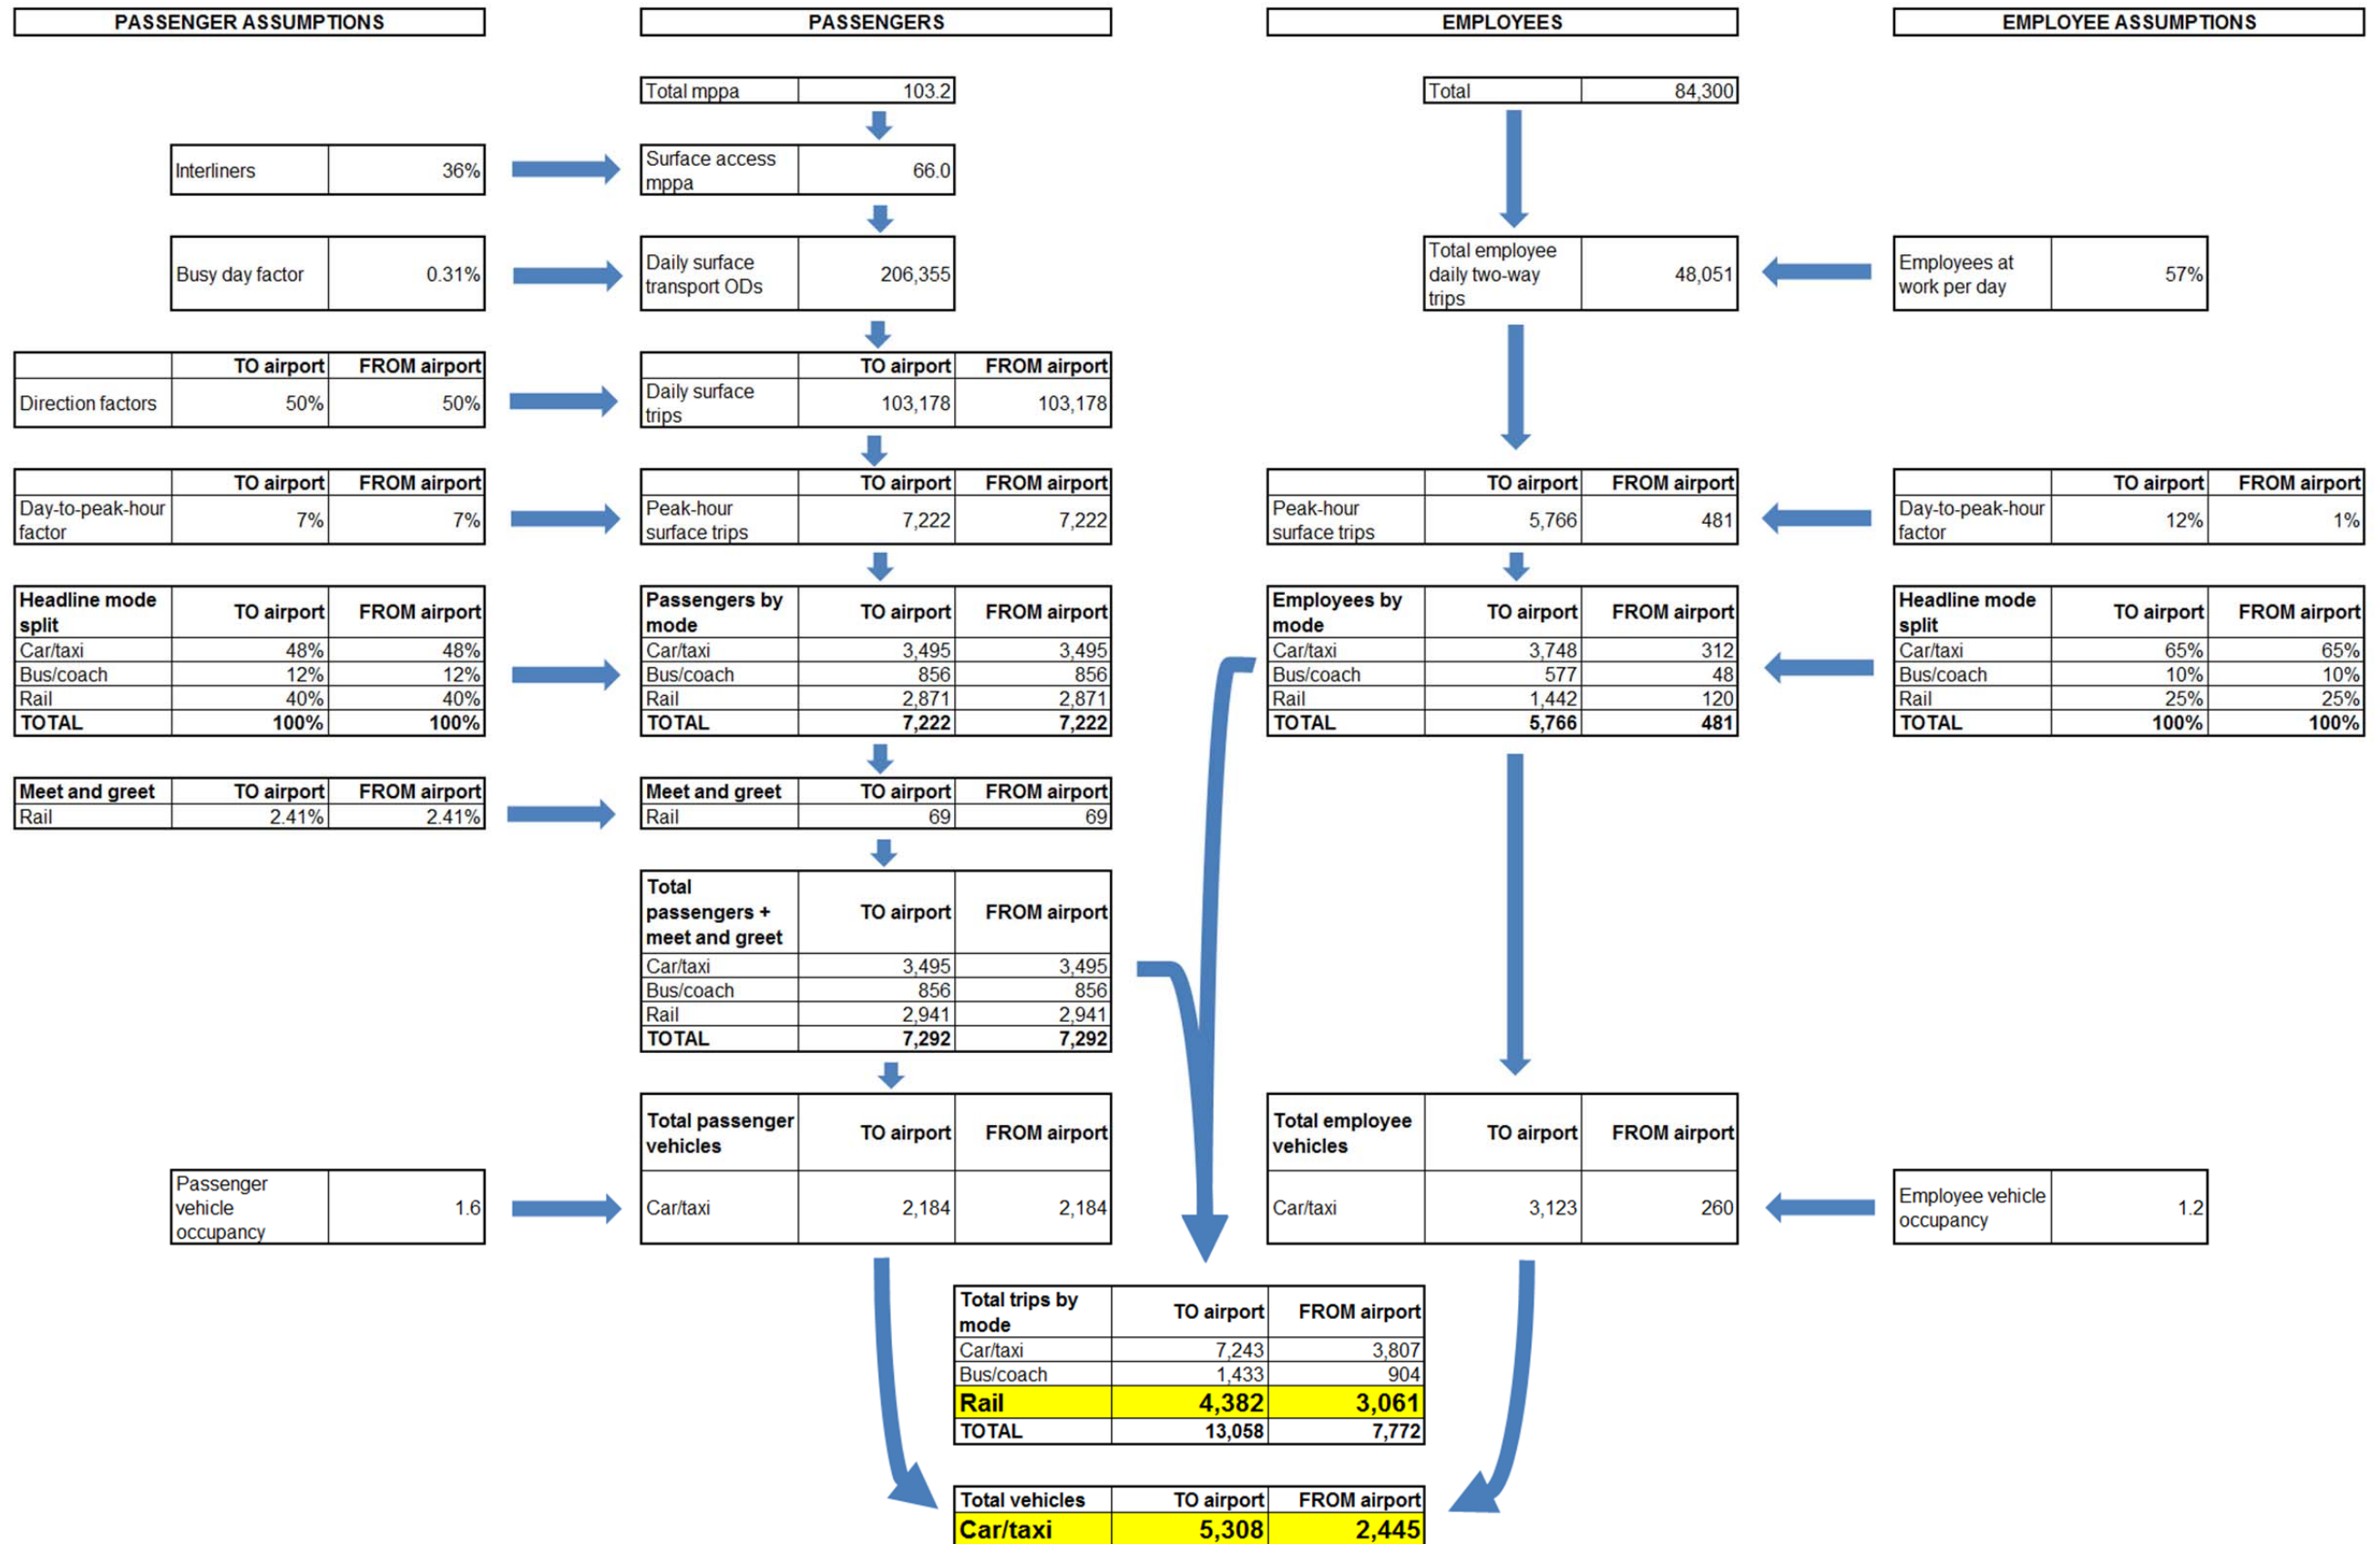 PASSENGER ASSUMPTIONS PASSENGERS EMPLOYEES EMPLOYEE ASSUMPTIONS
Total mppa 103.2
Total 84,300
Interliners 36%
Surface access
mppa 66.0
Busy day factor 0.31%
Daily surface
transport ODs 206,355
Total employee
daily two-way
trips 48,051
Employees at
work per day 57%
TO airport FROM airport
Direction factors 50% 50%
TO airport FROM airport
Daily surface
trips 103,178 103,178
TO airport FROM airport
Day-to-peak-hour
factor 7% 7%
TO airport FROM airport
Peak-hour
surface trips 7,222 7,222
TO airport FROM airport
Peak-hour
surface trips 5,766 481
TO airport FROM airport
Day-to-peak-hour
factor 12% 1%
Headline mode
split TO airport FROM airport
Car/taxi 48% 48%
Bus/coach 12% 12%
Rail 40% 40%
TOTAL 100% 100%
Passengers by
mode TO airport FROM airport
Car/taxi 3,495 3,495
Bus/coach 856 856
Rail 2,871 2,871
TOTAL 7,222 7,222
Employees by
mode TO airport FROM airport
Car/taxi 3,748 312
Bus/coach 577 48
Rail 1,442 120
TOTAL 5,766 481
Headline mode
split TO airport FROM airport
Car/taxi 65% 65%
Bus/coach 10% 10%
Rail 25% 25%
TOTAL 100% 100%
Meet and greet TO airport FROM airport
Rail 2.41% 2.41%
Meet and greet TO airport FROM airport
Rail 69 69
Total
passengers +
meet and greet TO airport FROM airport
Car/taxi 3,495 3,495
Bus/coach 856 856
Rail 2,941 2,941
TOTAL 7,292 7,292
Passenger
vehicle
occupancy 1.6
Total passenger
vehicles TO airport FROM airport
Car/taxi 2,184 2,184
Total employee
vehicles TO airport FROM airport
Car/taxi 3,123 260
Employee vehicle
occupancy 1.2
Total trips by
mode TO airport FROM airport
Car/taxi 7,243 3,807
Bus/coach 1,433 904
Rail 4,382 3,061
TOTAL 13,058 7,772
Total vehicles TO airport FROM airport
Car/taxi 5,308 2,445